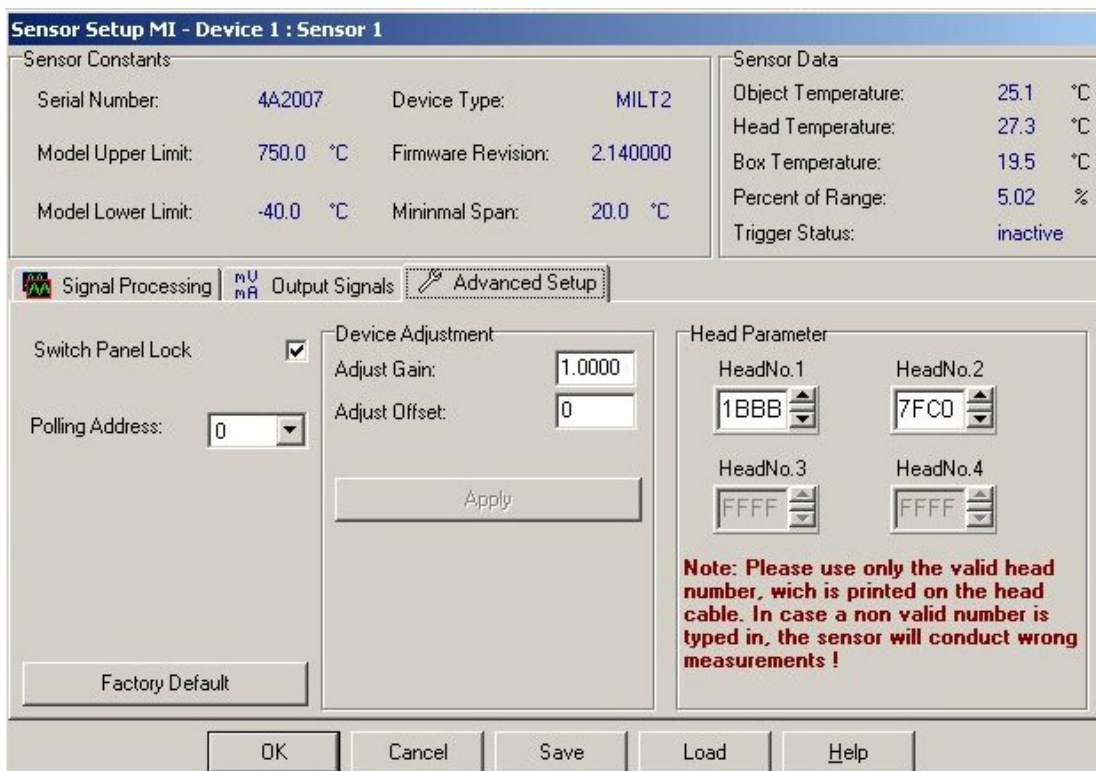 Sensor Setup MI - Device 1 : Sensor 1
Sensor Constants
Serial Number: 4A2007 Device Type: MILT2
Model Upper Limit: 750.0 °C Firmware Revision: 2.140000
Model Lower Limit: -40.0 °C Mininmal Span: 20.0 °C
Sensor Data
Object Temperature: 25.1 °C
Head Temperature: 27.3 °C
Box Temperature: 19.5 °C
Percent of Range: 5.02 %
Trigger Status: inactive
Signal Processing
mV
mA
Output Signals
Advanced Setup
Switch Panel Lock
Polling Address: 0
Factory Default
Device Adjustment
Adjust Gain: 1.0000
Adjust Offset: 0
Apply
Head Parameter
HeadNo.1 HeadNo.2
1BBB 7FC0
HeadNo.3 HeadNo.4
FFFF FFFF
Note: Please use only the valid head
number, wich is printed on the head
cable. In case a non valid number is
typed in, the sensor will conduct wrong
measurements !
OK Cancel Save Load Help